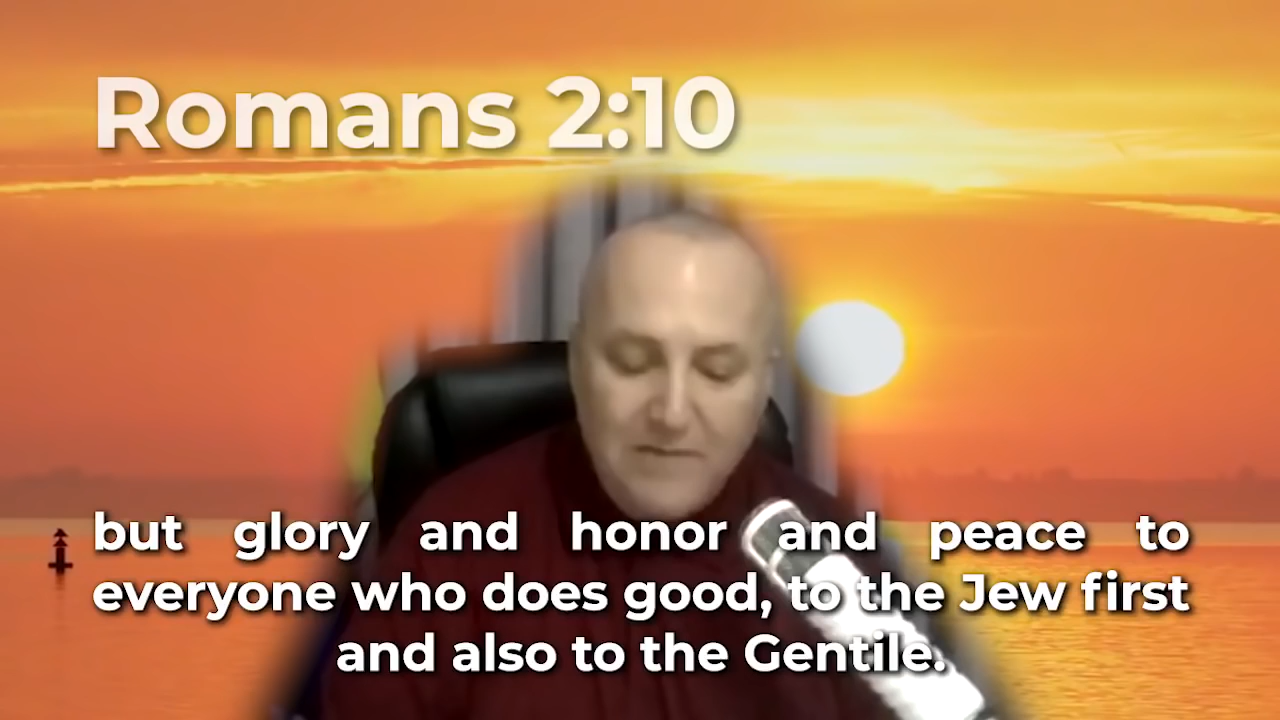 Romans 2:10
but glory and honor and peace to
everyone who does good, to the Jew first
and also to the Gentile.